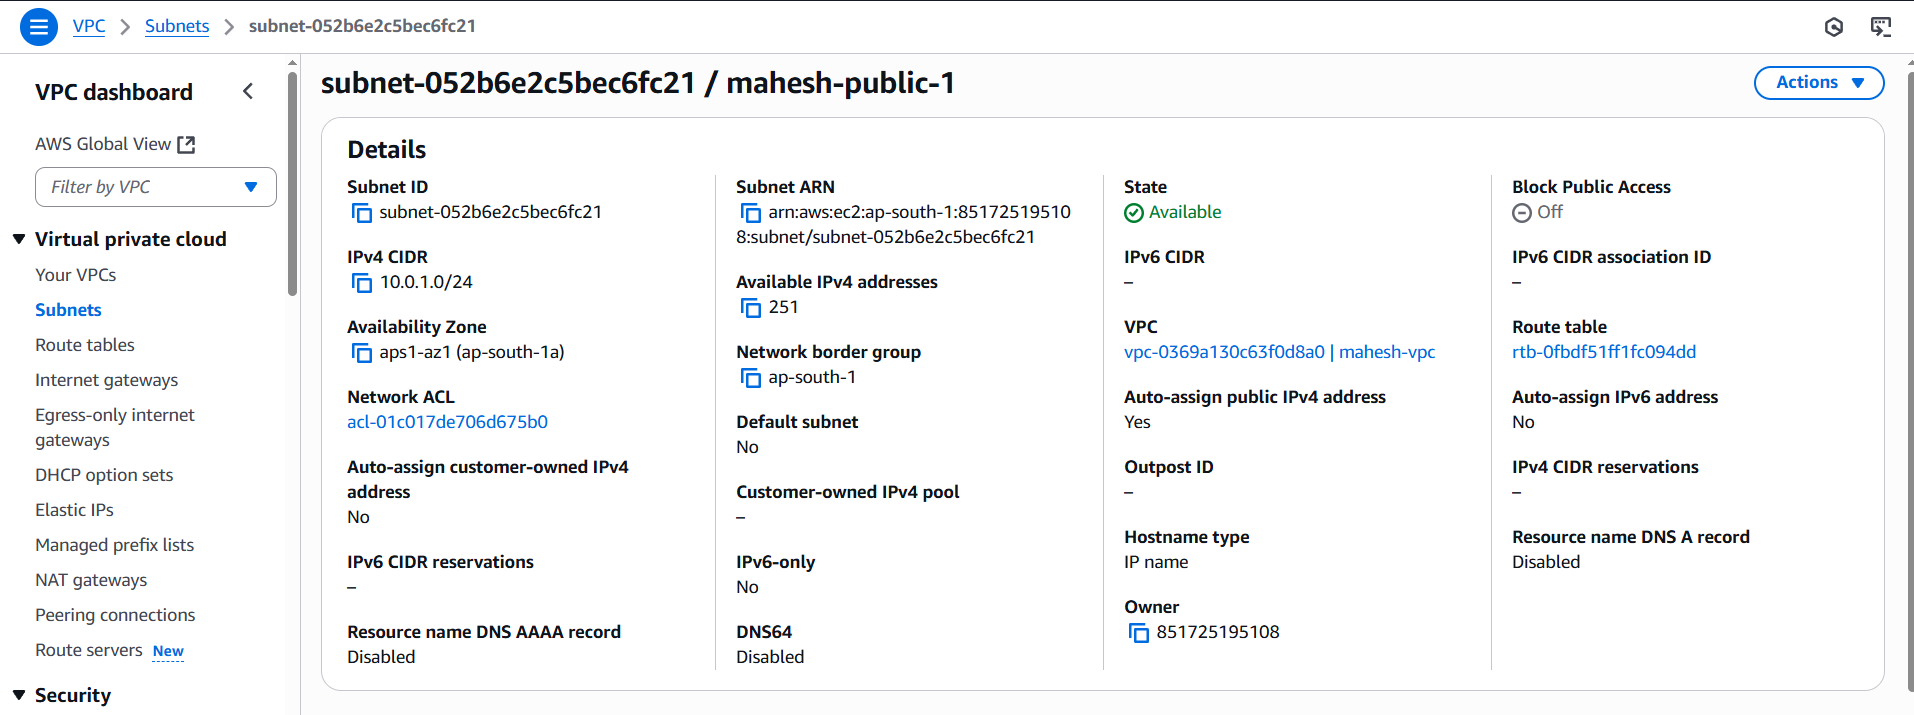 VPC
Subnets
subnet-052b6e2c5bec6fc21
VPC dashboard
AWS Global View
Filter by VPC
Virtual private cloud
Your VPCs
Subnets
Route tables
Internet gateways
Egress-only internet
gateways
DHCP option sets
Elastic IPs
Managed prefix lists
NAT gateways
Peering connections
Route servers New
Security
subnet-052b6e2c5bec6fc21 / mahesh-public-1
Actions
Details
Subnet ID
subnet-052b6e2c5bec6fc21
IPv4 CIDR
10.0.1.0/24
Availability Zone
aps1-az1 (ap-south-1a)
Network ACL
acl-01c017de706d675b0
Auto-assign customer-owned IPv4
address
No
IPv6 CIDR reservations
–
Resource name DNS AAAA record
Disabled
Subnet ARN
arn:aws:ec2:ap-south-1:85172519510
8:subnet/subnet-052b6e2c5bec6fc21
Available IPv4 addresses
251
Network border group
ap-south-1
Default subnet
No
Customer-owned IPv4 pool
–
IPv6-only
No
DNS64
Disabled
State
Available
IPv6 CIDR
–
VPC
vpc-0369a130c63f0d8a0 | mahesh-vpc
Auto-assign public IPv4 address
Yes
Outpost ID
–
Hostname type
IP name
Owner
851725195108
Block Public Access
Off
IPv6 CIDR association ID
–
Route table
rtb-0fbdf51ff1fc094dd
Auto-assign IPv6 address
No
IPv4 CIDR reservations
–
Resource name DNS A record
Disabled